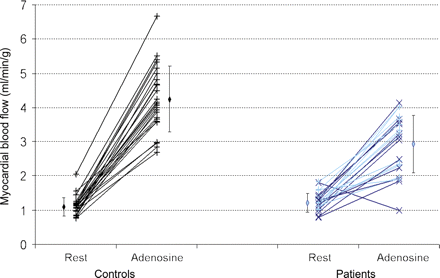 Myocardial blood flow (ml/min/g)
7
6
5
4
3
2
1
0
Rest Adenosine Rest Adenosine
Controls Patients